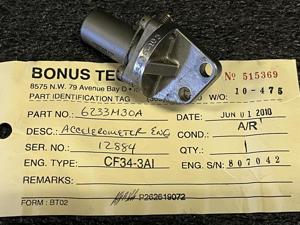 BONUS TEC
Nº 515369
8575 N.W. 79 Avenue Bay D
PART IDENTIFICATION TAG W/O: 10-475
PART NO.: 6233M30A DATE: JUN 01 2010
DESC.: ACCELEROMETER ENG COND.: A/R
SER. NO.: 12884 QTY.: 1
ENG. TYPE: CF34-3A1 ENG. S/N: 807042
REMARKS:
FORM: BT02 P262619072